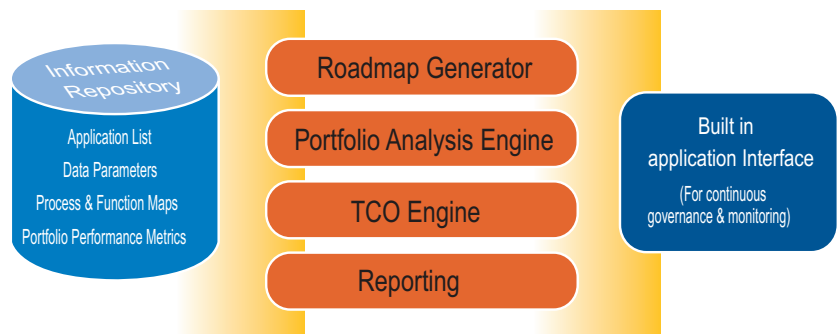 Information
Repository
Application List
Data Parameters
Process & Function Maps
Portfolio Performance Metrics
Roadmap Generator
Portfolio Analysis Engine
TCO Engine
Reporting
Built in
application Interface
(For continuous
governance & monitoring)